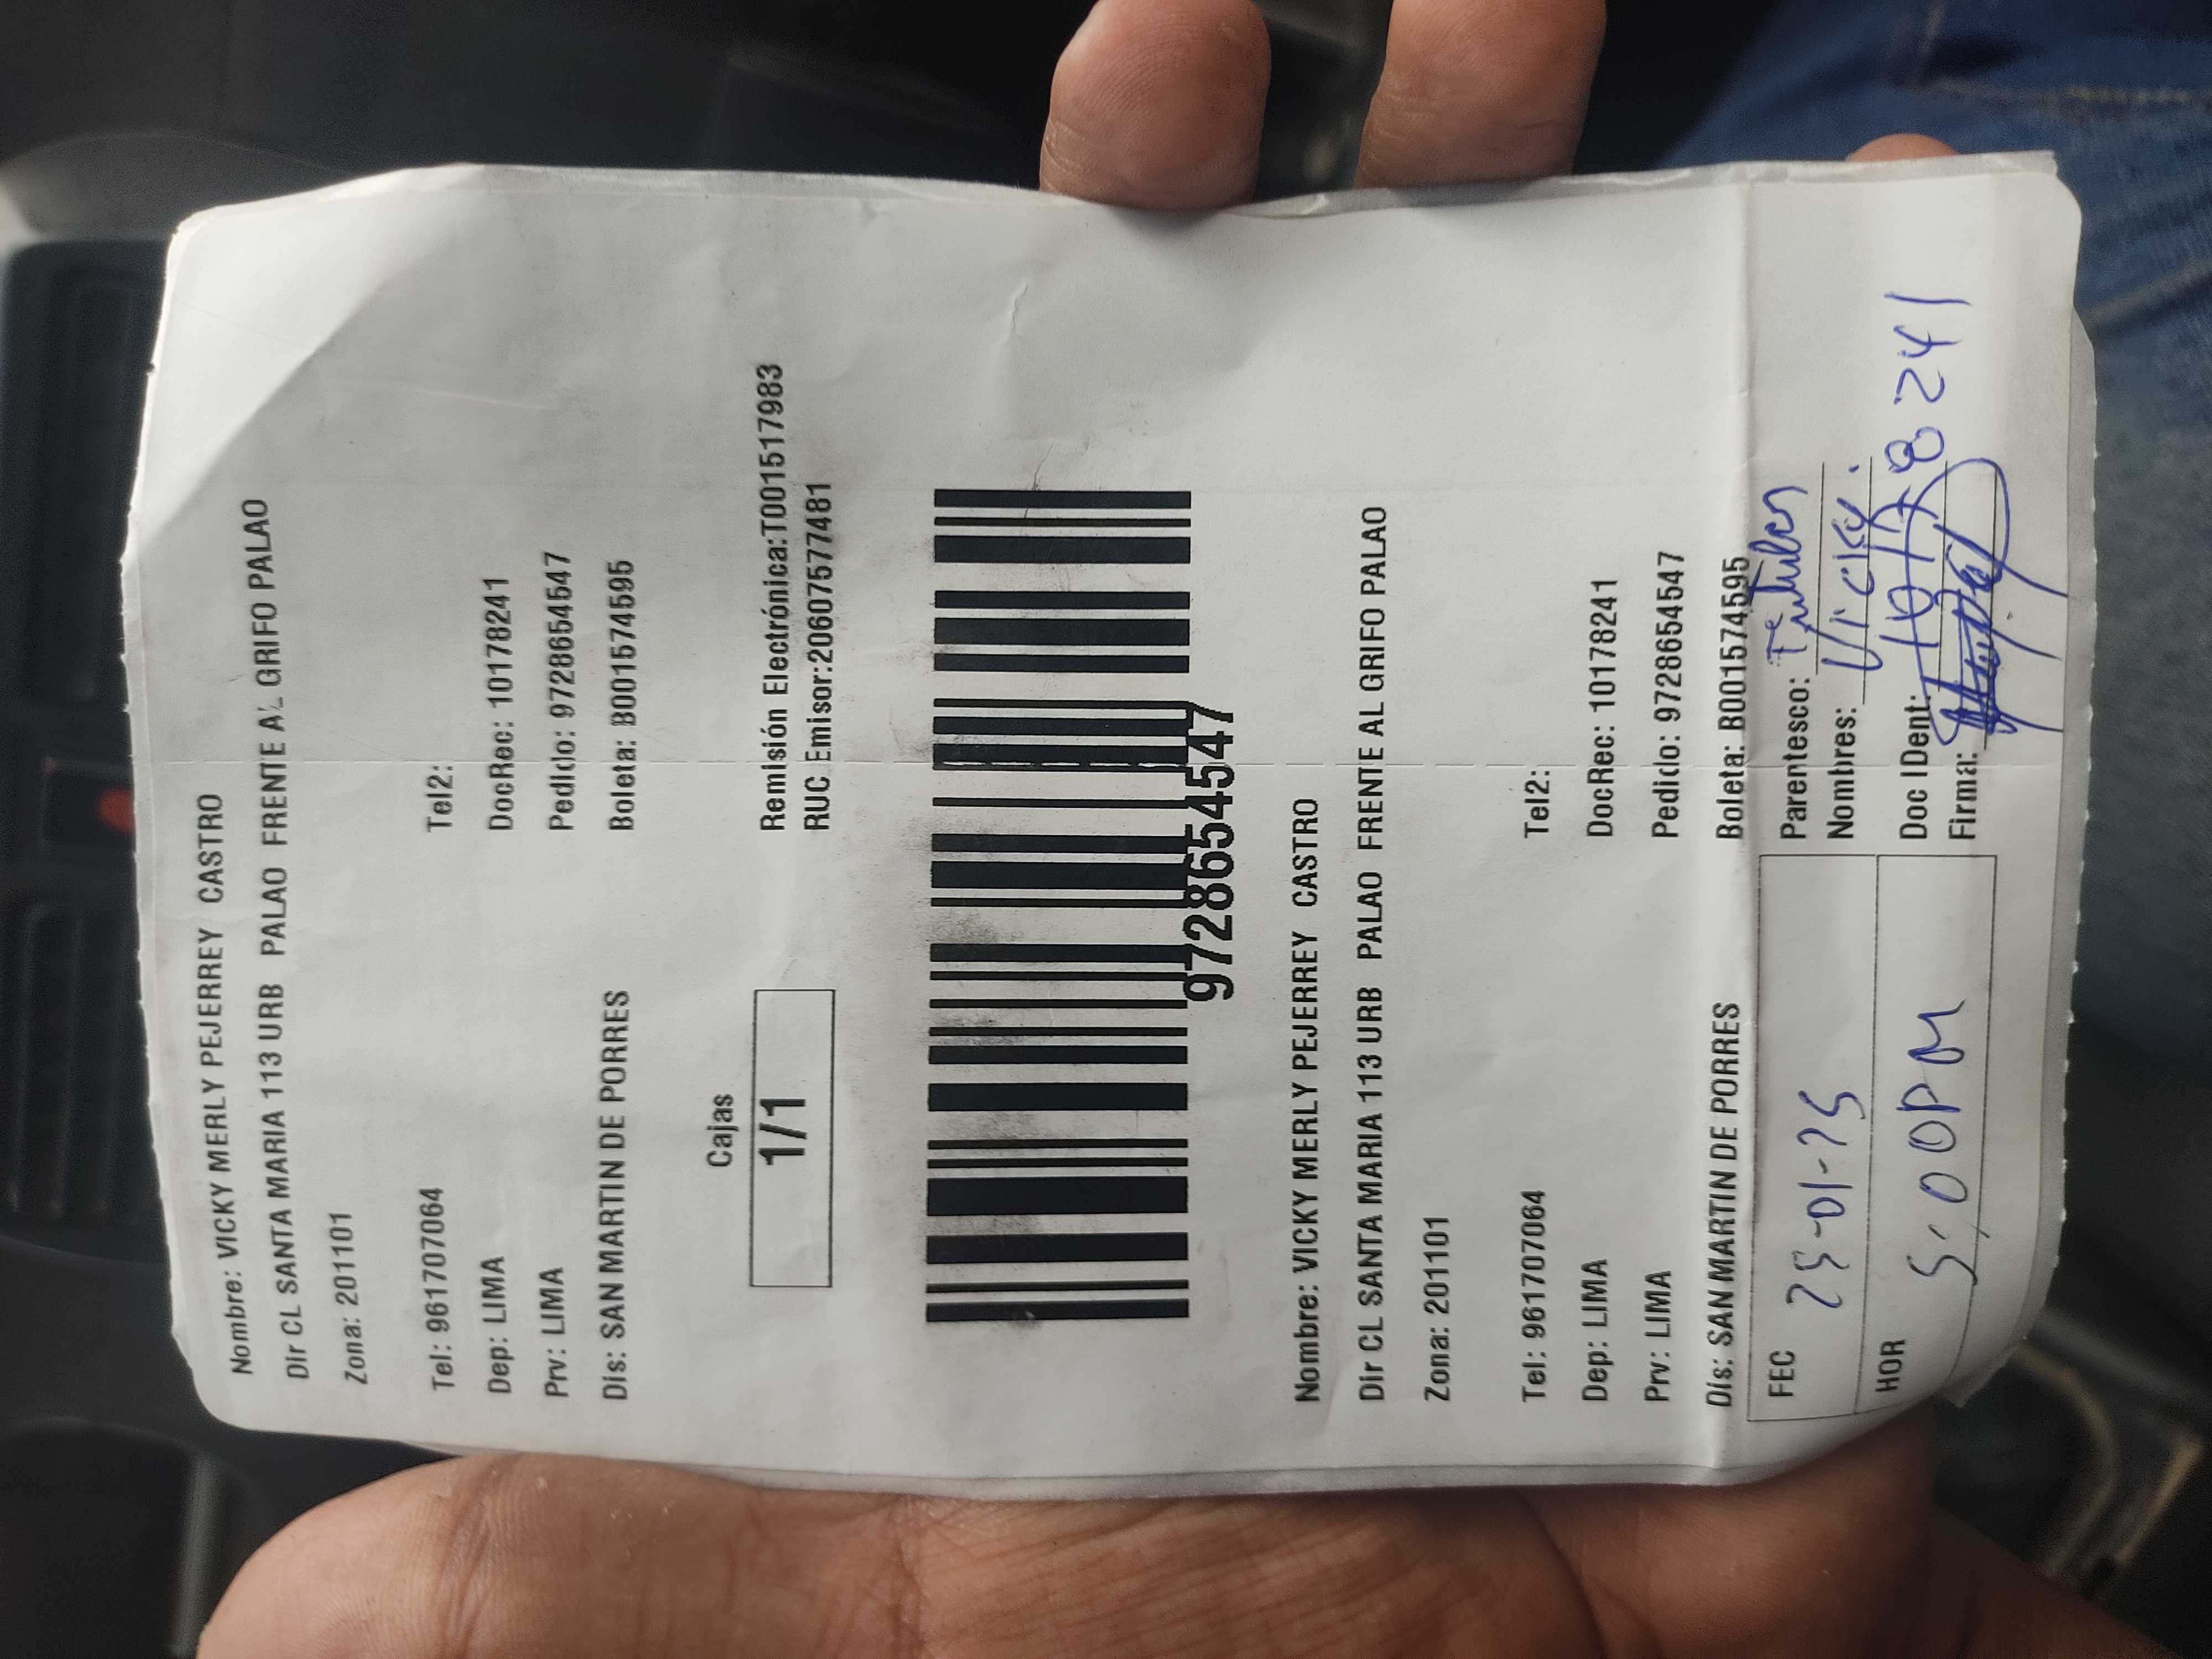 Nombre: VICKY MERLY PEJERREY CASTRO
Dir CL SANTA MARIA 113 URB PALAO FRENTE AL GRIFO PALAO
Zona: 201101
Tel: 961707064 Tel2:
Dep: LIMA DocRec: 10178241
Prv: LIMA Pedido: 972865454547
Dis: SAN MARTIN DE PORRES Boleta: B001574595
Cajas
1/1
Remisión Electrónica:T001517983
RUC Emisor:20607577481
972865454547
Nombre: VICKY MERLY PEJERREY CASTRO
Dir CL SANTA MARIA 113 URB PALAO FRENTE AL GRIFO PALAO
Zona: 201101
Tel: 961707064 Tel2:
Dep: LIMA DocRec: 10178241
Prv: LIMA Pedido: 972865454547
Dis: SAN MARTIN DE PORRES Boleta: B001574595
FEC 25-01-25 Parentesco: Titular
Nombres: Vicky.
HOR 5:00PM Doc IDent: 10178241
Firma: